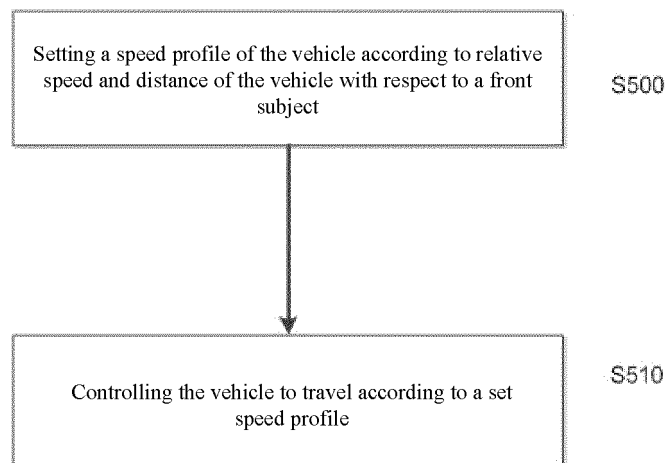 Setting a speed profile of the vehicle according to relative
speed and distance of the vehicle with respect to a front
subject
S500
Controlling the vehicle to travel according to a set
speed profile
S510